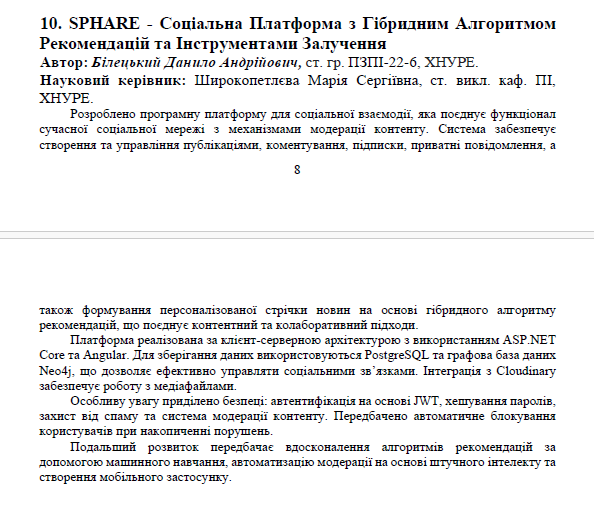 10. SPHARE - Соціальна Платформа з Гібридним Алгоритмом
Рекомендацій та Інструментами Залучення
Автор: Білецький Данило Андрійович, ст. гр. ПЗПІ-22-6, ХНУРЕ.
Науковий керівник: Широкопетлєва Марія Сергіївна, ст. викл. каф. ПІ,
ХНУРЕ.
Розроблено програмну платформу для соціальної взаємодії, яка поєднує функціонал
сучасної соціальної мережі з механізмами модерації контенту. Система забезпечує
створення та управління публікаціями, коментування, підписки, приватні повідомлення, а
8
також формування персоналізованої стрічки новин на основі гібридного алгоритму
рекомендацій, що поєднує контентний та колаборативний підходи.
Платформа реалізована за клієнт-серверною архітектурою з використанням ASP.NET
Core та Angular. Для зберігання даних використовуються PostgreSQL та графова база даних
Neo4j, що дозволяє ефективно управляти соціальними зв’язками. Інтеграція з Cloudinary
забезпечує роботу з медіафайлами.
Особливу увагу приділено безпеці: автентифікація на основі JWT, хешування паролів,
захист від спаму та система модерації контенту. Передбачено автоматичне блокування
користувачів при накопиченні порушень.
Подальший розвиток передбачає вдосконалення алгоритмів рекомендацій за
допомогою машинного навчання, автоматизацію модерації на основі штучного інтелекту та
створення мобільного застосунку.